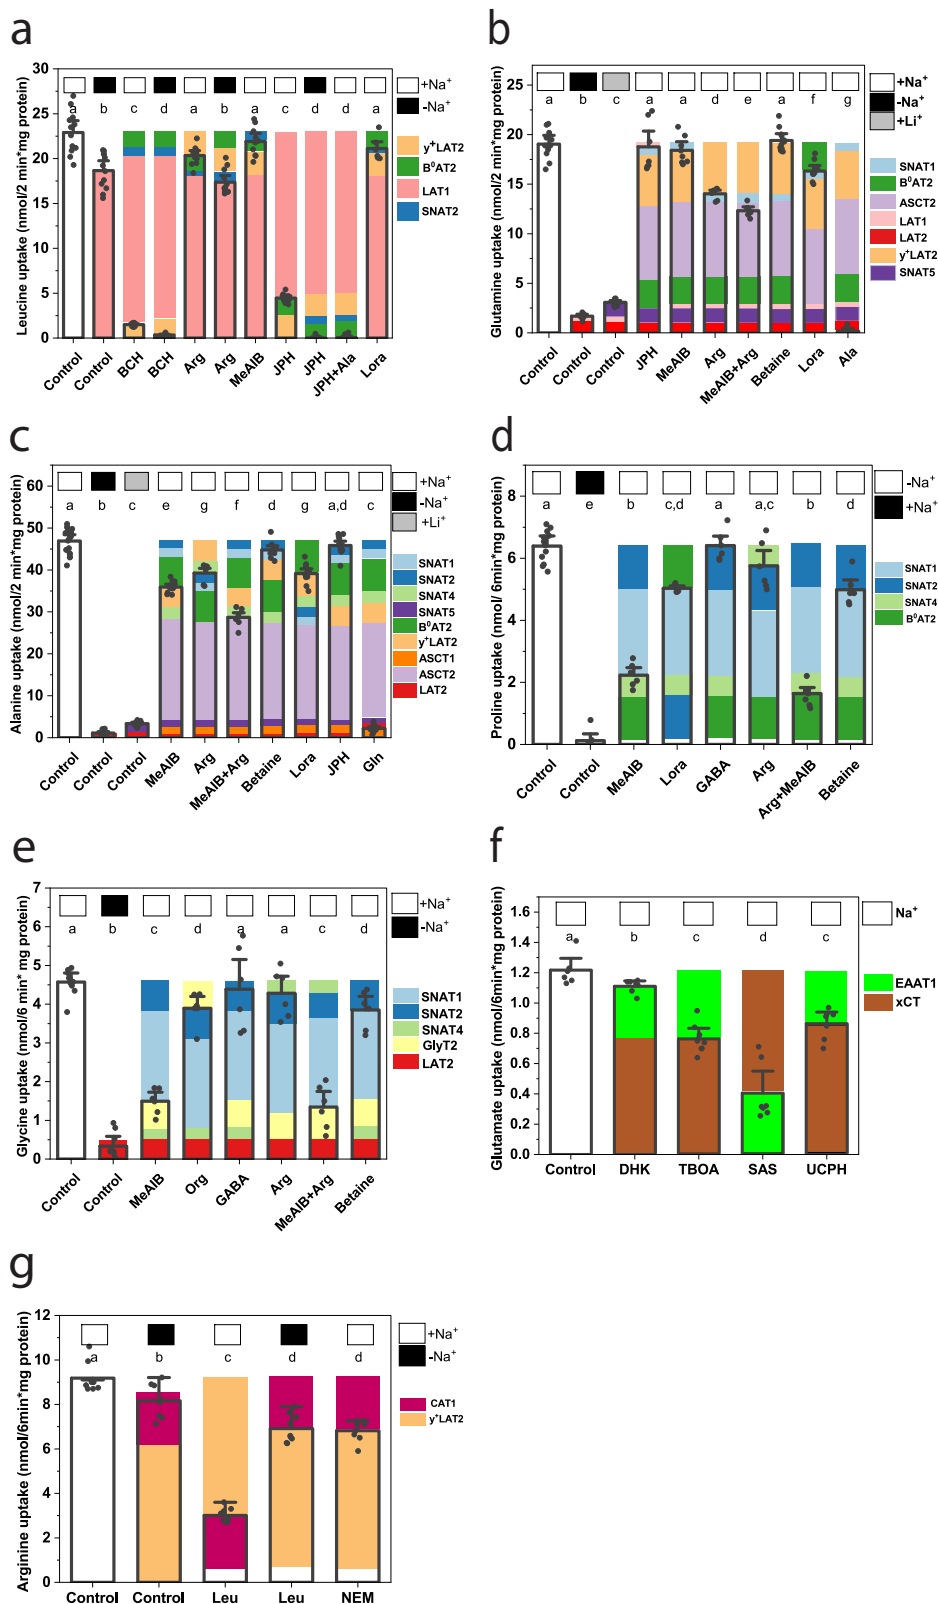 a
Leucine uptake (nmol/2 min*mg protein)
30
25
20
15
10
5
0
a b c d a b a c d d a
Control Control BCH BCH Arg Arg MeAIB JPH JPH JPH+Ala Lora
+Na⁺
-Na⁺
y⁺LAT2
B⁰AT2
LAT1
SNAT2
b
Glutamine uptake (nmol/2 min*mg protein)
25
20
15
10
5
0
a b c a a d e a f g
Control Control Control JPH MeAIB Arg MeAIB+Arg Betaine Lora Ala
+Na⁺
-Na⁺
+Li⁺
SNAT1
B⁰AT2
ASCT2
LAT1
LAT2
y⁺LAT2
SNAT5
c
Alanine uptake (nmol/2 min*mg protein)
60
50
40
30
20
10
0
a b c e g f d g a,d c
Control Control Control MeAIB Arg MeAIB+Arg Betaine Lora JPH Gln
+Na⁺
-Na⁺
+Li⁺
SNAT1
SNAT2
SNAT4
SNAT5
B⁰AT2
y⁺LAT2
ASCT1
ASCT2
LAT2
d
Proline uptake (nmol/ 6min*mg protein)
8
6
4
2
0
a e b c,d a a,c b d
Control Control MeAIB Lora GABA Arg Arg+MeAIB Betaine
-Na⁺
+Na⁺
SNAT1
SNAT2
SNAT4
B⁰AT2
e
Glycine uptake (nmol/6 min* mg protein)
7
6
5
4
3
2
1
0
a b c d a a c d
Control Control MeAIB Org GABA Arg MeAIB+Arg Betaine
+Na⁺
-Na⁺
SNAT1
SNAT2
SNAT4
GlyT2
LAT2
f
Glutamate uptake (nmol/6min*mg protein)
1.6
1.4
1.2
1.0
0.8
0.6
0.4
0.2
0.0
a b c d c
Control DHK TBOA SAS UCPH
Na⁺
EAAT1
xCT
g
Arginine uptake (nmol/6min*mg protein)
12
10
8
6
4
2
0
a b c d d
Control Control Leu Leu NEM
+Na⁺
-Na⁺
CAT1
y⁺LAT2